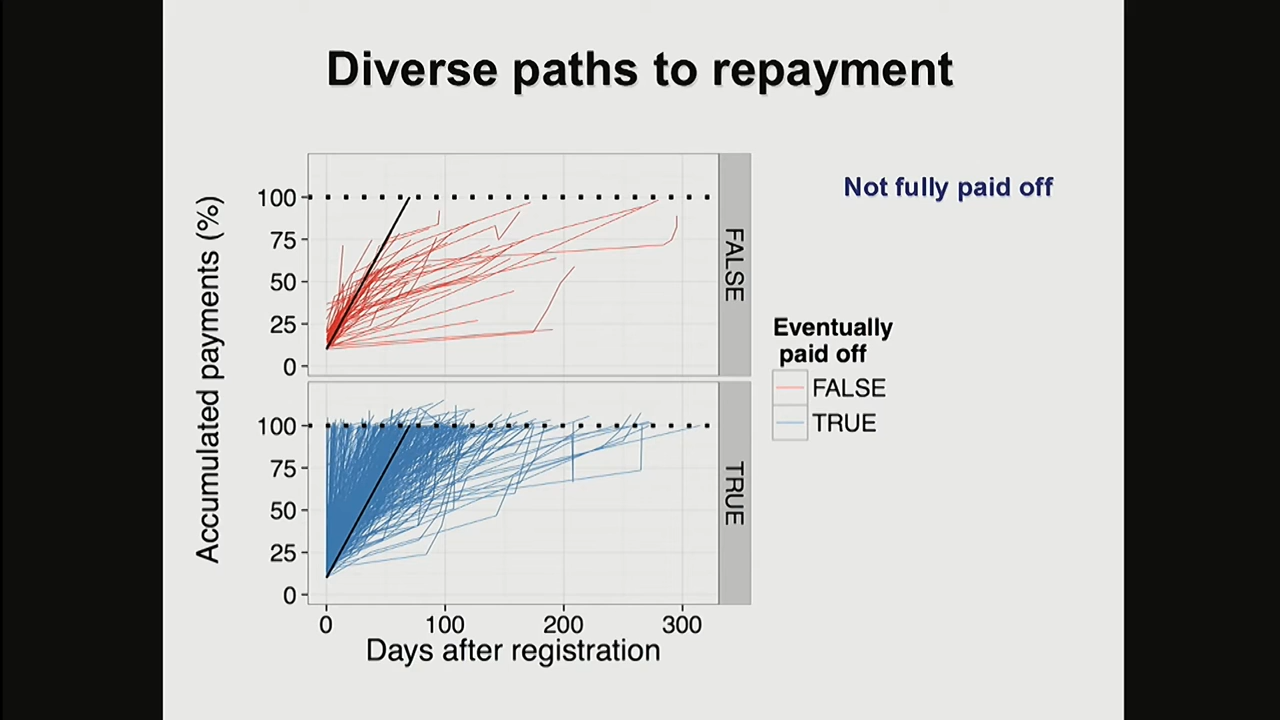 Diverse paths to repayment
Not fully paid off
Accumulated payments (%)
100
75
50
25
0
FALSE
100
75
50
25
0
TRUE
0 100 200 300
Days after registration
Eventually
paid off
FALSE
TRUE